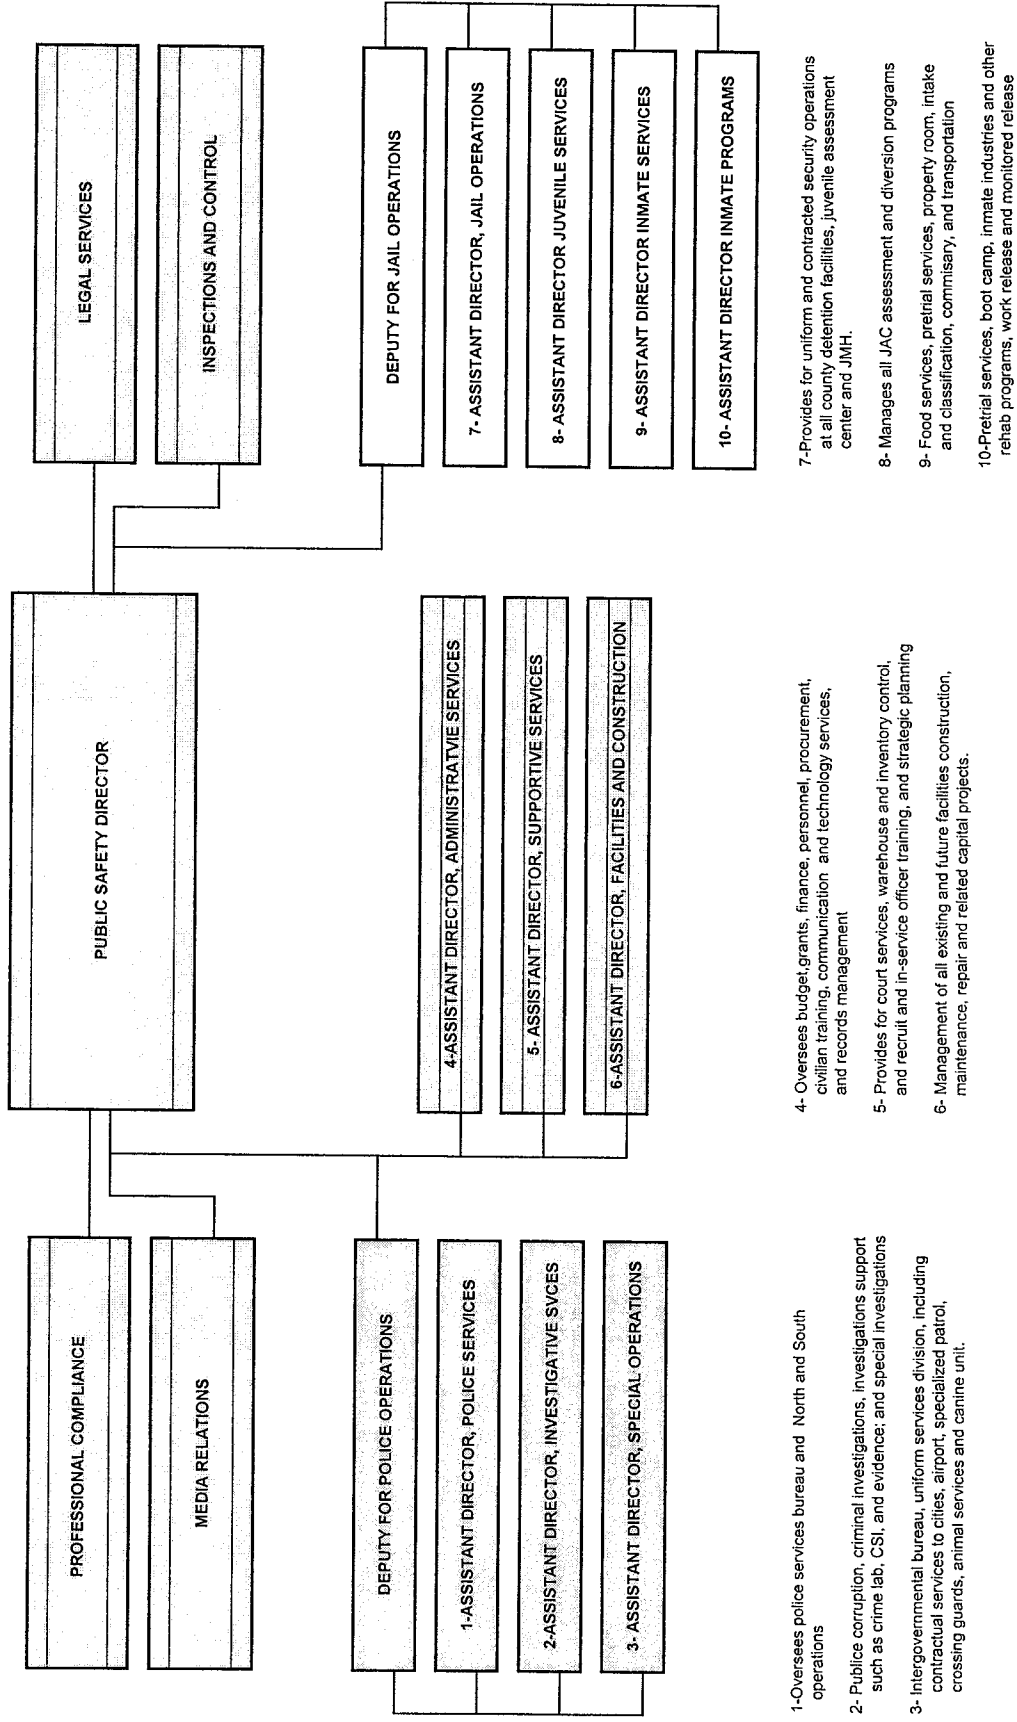 PUBLIC SAFETY DIRECTOR
PROFESSIONAL COMPLIANCE
MEDIA RELATIONS
LEGAL SERVICES
INSPECTIONS AND CONTROL
DEPUTY FOR POLICE OPERATIONS
1-ASSISTANT DIRECTOR, POLICE SERVICES
2-ASSISTANT DIRECTOR, INVESTIGATIVE SVCES
3- ASSISTANT DIRECTOR, SPECIAL OPERATIONS
4-ASSISTANT DIRECTOR, ADMINISTRATVIE SERVICES
5- ASSISTANT DIRECTOR, SUPPORTIVE SERVICES
6-ASSISTANT DIRECTOR, FACILITIES AND CONSTRUCTION
DEPUTY FOR JAIL OPERATIONS
7- ASSISTANT DIRECTOR, JAIL OPERATIONS
8- ASSISTANT DIRECTOR JUVENILE SERVICES
9- ASSISTANT DIRECTOR INMATE SERVICES
10- ASSISTANT DIRECTOR INMATE PROGRAMS
1-Oversees police services bureau and North and South
operations
2- Publice corruption, criminal investigations, investigations support
such as crime lab, CSI, and evidence; and special investigations
3- Intergovernmental bureau, uniform services division, including
contractual services to cities, airport, specialized patrol,
crossing guards, animal services and canine unit.
4- Oversees budget,grants, finance, personnel, procurement,
civilian training, communication and technology services,
and records management
5- Provides for court services, warehouse and inventory control,
and recruit and in-service officer training, and strategic planning
6- Management of all existing and future facilities construction,
maintenance, repair and related capital projects.
7-Provides for uniform and contracted security operations
at all county detention facilities, juvenile assessment
center and JMH.
8- Manages all JAC assessment and diversion programs
9- Food services, pretrial services, property room, intake
and classification, commisary, and transportation
10-Pretrial services, boot camp, inmate industries and other
rehab programs, work release and monitored release